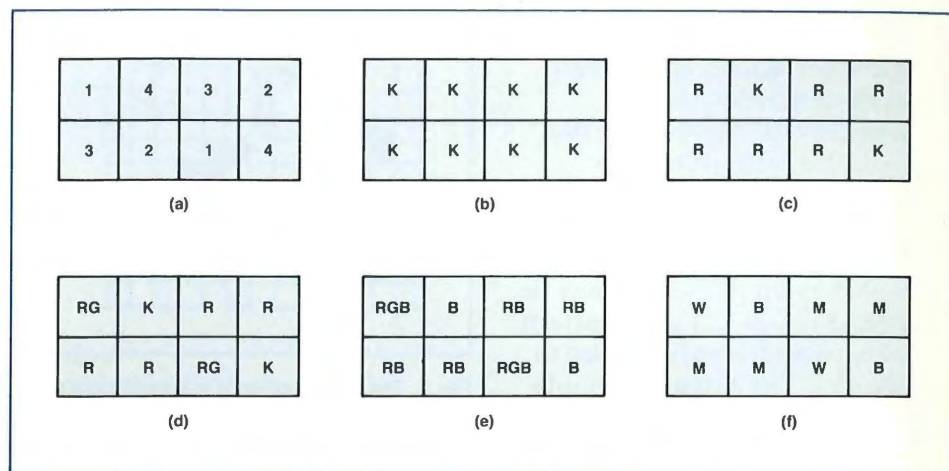 1 4 3 2
3 2 1 4
(a)
K K K K
K K K K
(b)
R K R R
R R R K
(c)
RG K R R
R R RG K
(d)
RGB B RB RB
RB RB RGB B
(e)
W B M M
M M W B
(f)